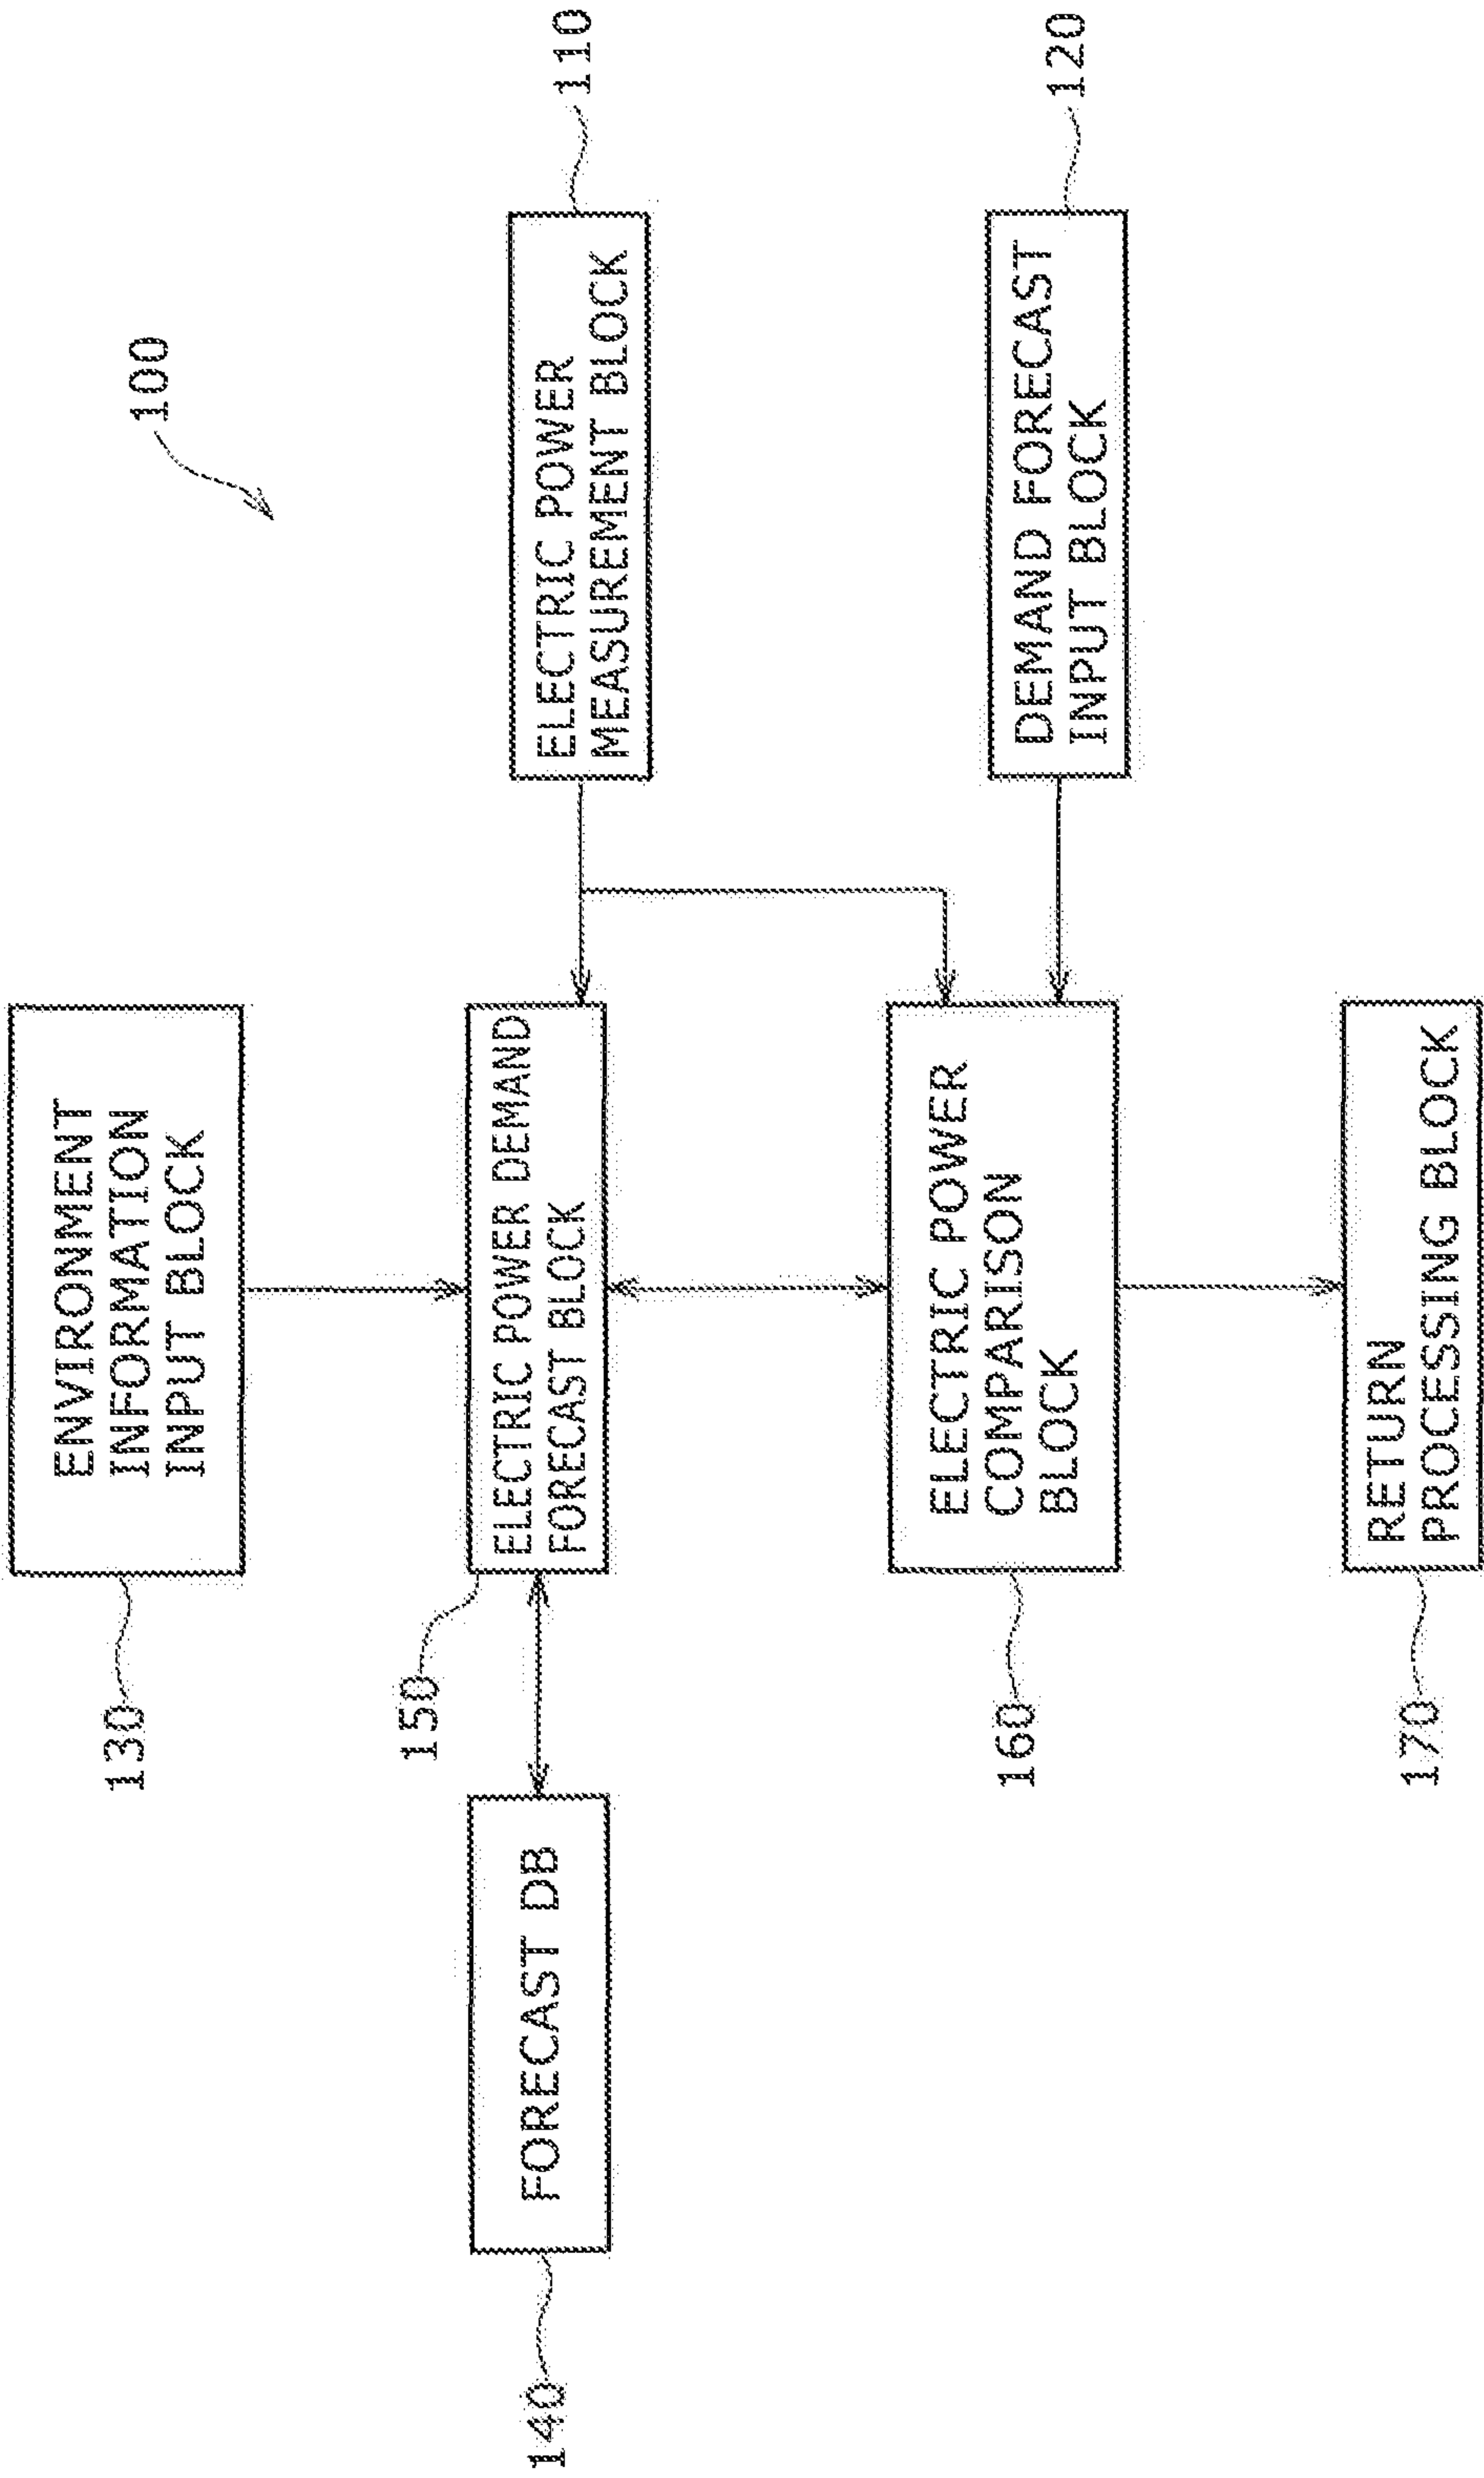 100
ENVIRONMENT
INFORMATION
INPUT BLOCK
130
FORECAST DB
140
ELECTRIC POWER DEMAND
FORECAST BLOCK
150
ELECTRIC POWER
MEASUREMENT BLOCK
110
ELECTRIC POWER
COMPARISON
BLOCK
160
DEMAND FORECAST
INPUT BLOCK
120
RETURN
PROCESSING BLOCK
170